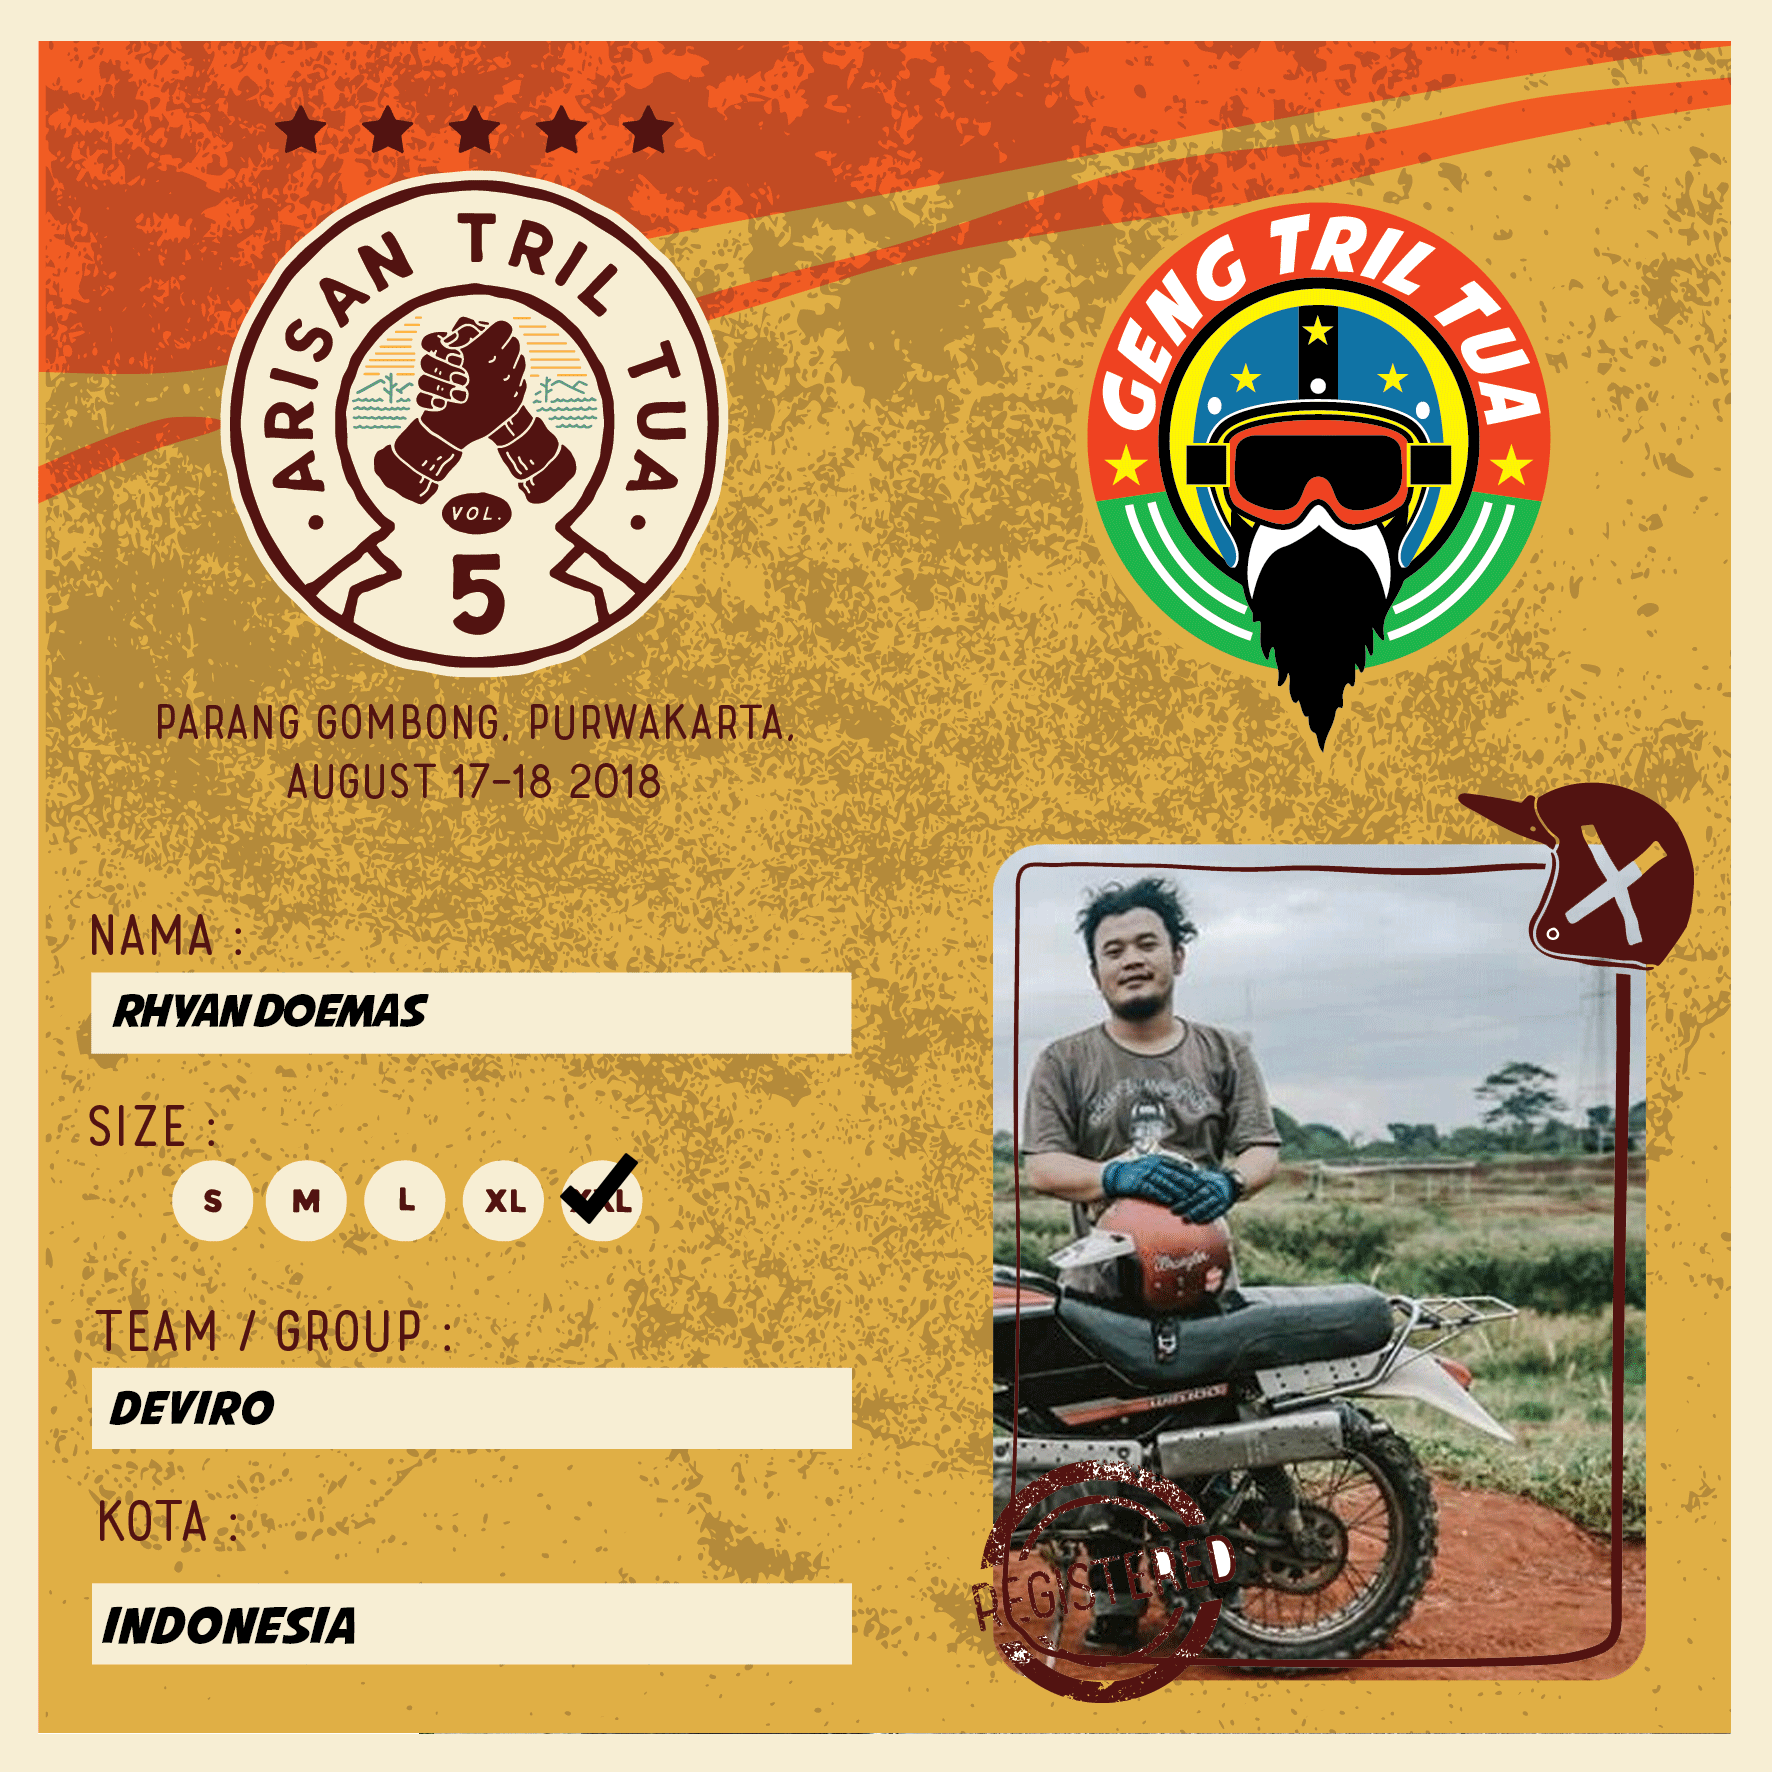 ARISAN TRIL TUA
VOL.
5
GENG TRIL TUA
PARANG GOMBONG, PURWAKARTA,
AUGUST 17-18 2018
NAMA :
RHYAN DOEMAS
SIZE :
S M L XL XXL
TEAM / GROUP :
DEVIRO
KOTA :
INDONESIA
REGISTERED